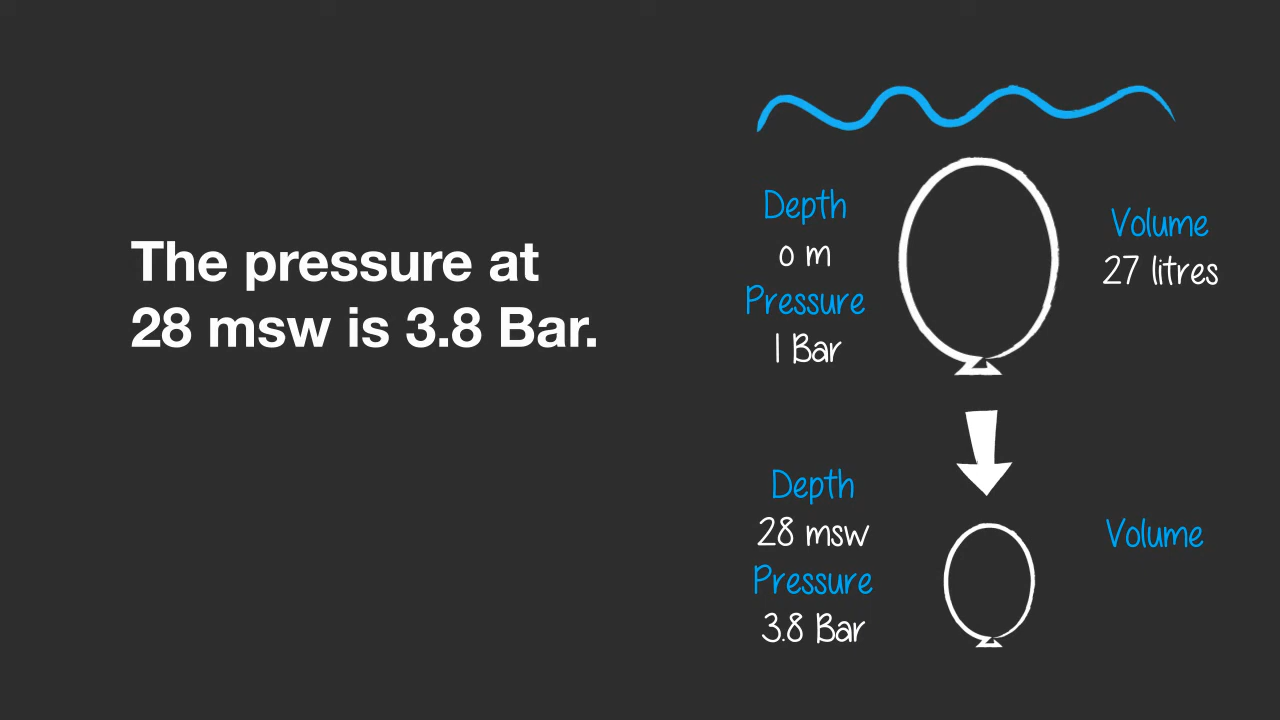 The pressure at
28 msw is 3.8 Bar.
Depth
0 m
Pressure
1 Bar
Volume
27 litres
Depth
28 msw
Pressure
3.8 Bar
Volume